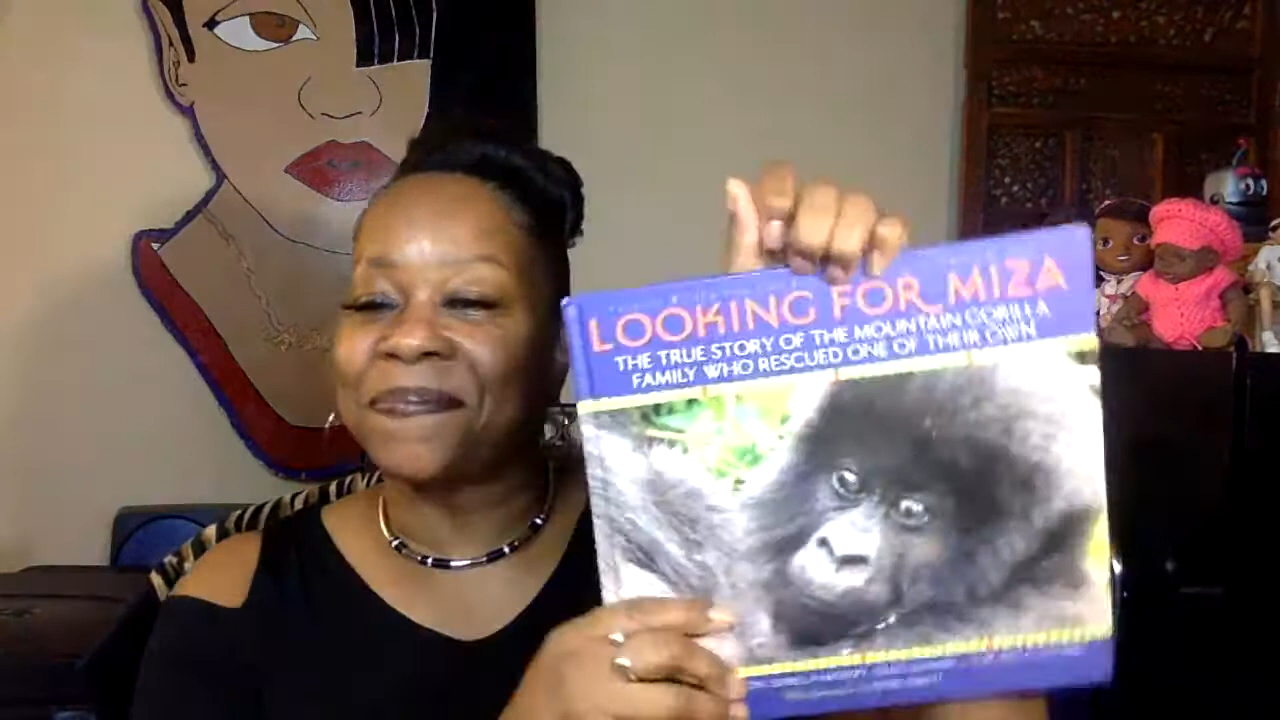 LOOKING FOR MIZA
THE TRUE STORY OF THE MOUNTAIN GORILLA
FAMILY WHO RESCUED ONE OF THEIR OWN